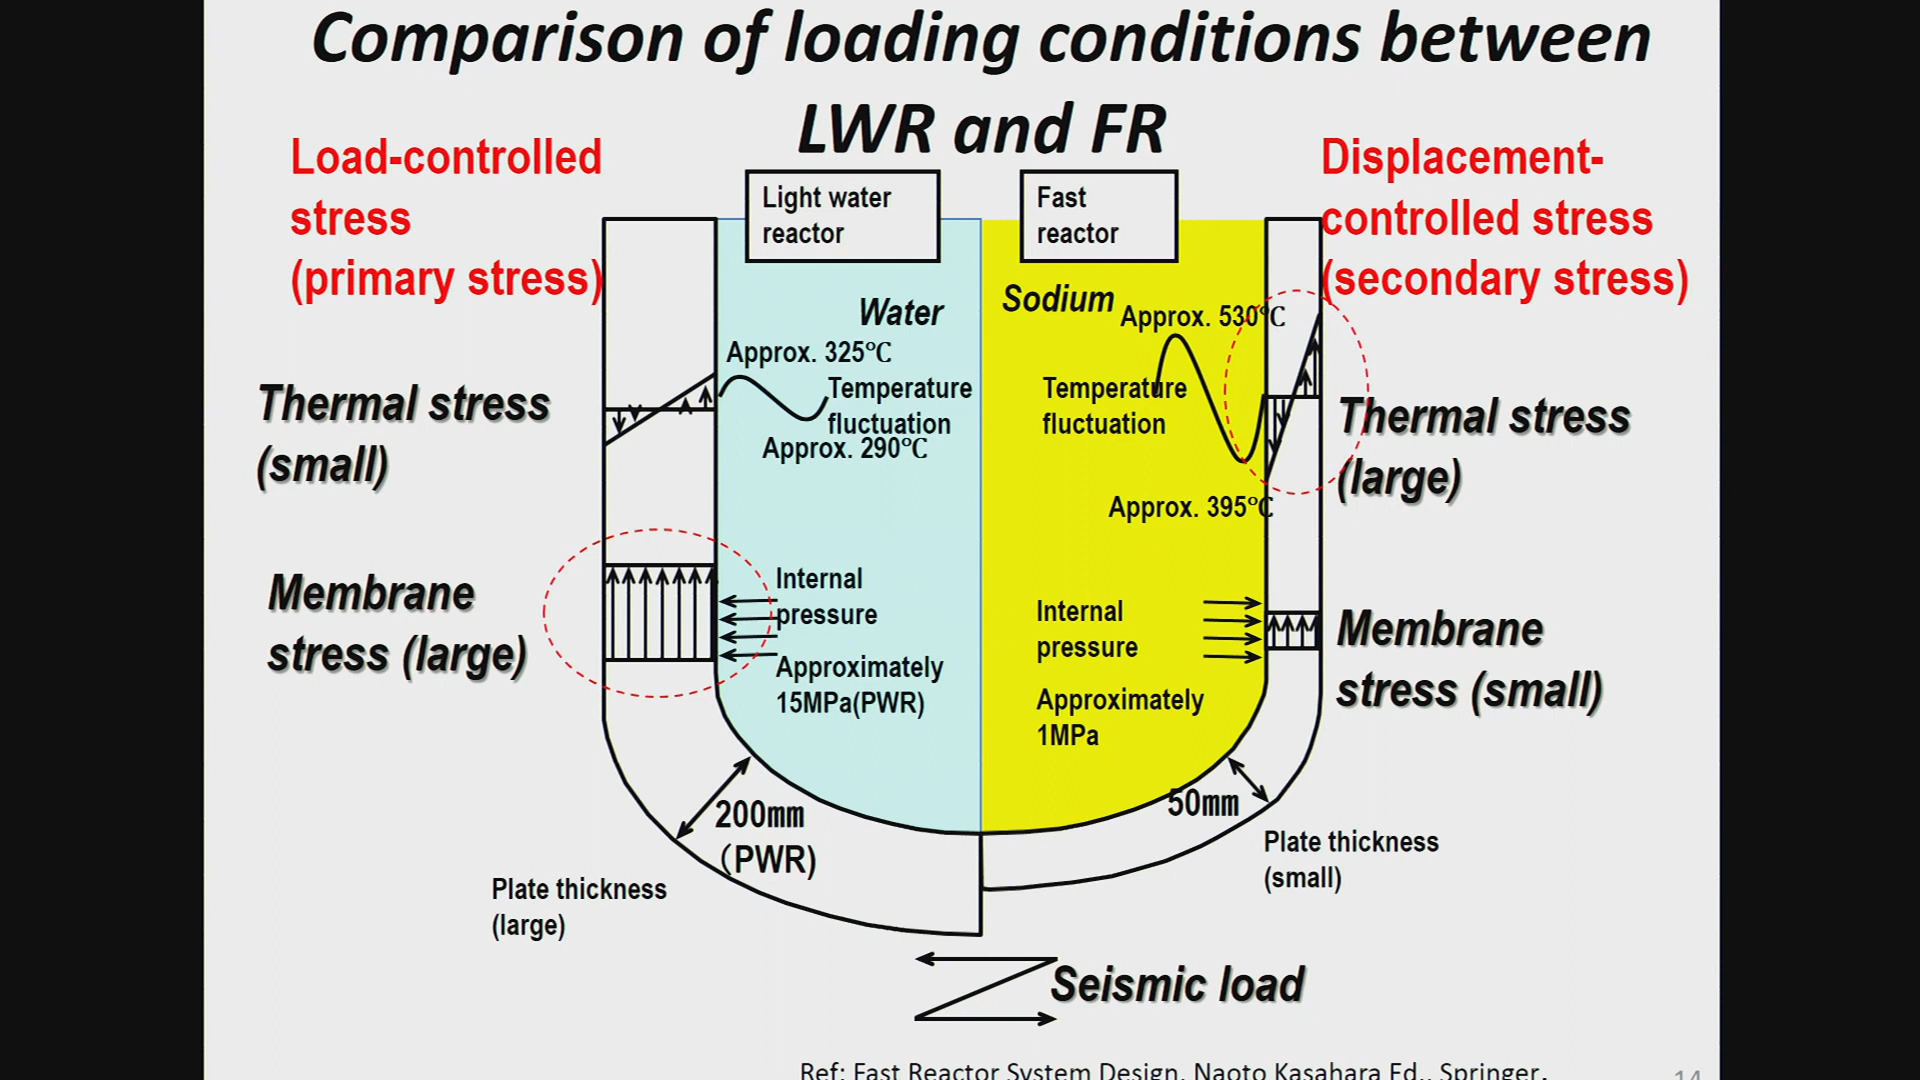 Comparison of loading conditions between
LWR and FR
Load-controlled
stress
(primary stress)
Displacement-
controlled stress
(secondary stress)
Light water
reactor
Fast
reactor
Water
Sodium
Approx. 530℃
Approx. 325℃
Temperature
fluctuation
Approx. 290℃
Temperature
fluctuation
Approx. 395℃
Thermal stress
(small)
Thermal stress
(large)
Membrane
stress (large)
Internal
pressure
Approximately
15MPa(PWR)
Internal
pressure
Approximately
1MPa
Membrane
stress (small)
200mm
(PWR)
50mm
Plate thickness
(large)
Plate thickness
(small)
Seismic load
Ref: Fast Reactor System Design, Naoto Kasahara Ed., Springer,
14